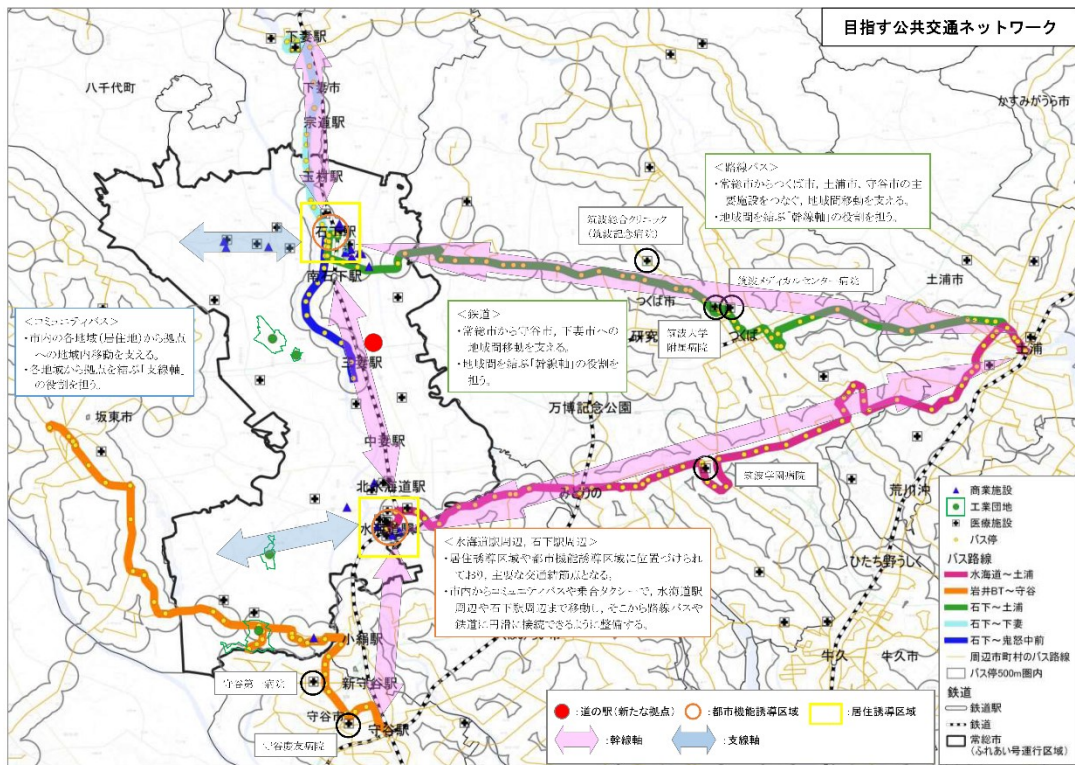 目指す公共交通ネットワーク
下妻駅
八千代町
下妻市
宗道駅
かすみがうら市
玉村駅
＜路線バス＞
・常総市からつくば市，土浦市，守谷市の主
要施設をつなぐ，地域間移動を支える。
・地域間を結ぶ「幹線軸」の役割を担う。
筑波総合クリニック
（筑波記念病院）
石下駅
土浦市
南石下駅
筑波メディカルセンター病院
つくば市
＜コミュニティバス＞
・市内の各地域（居住地）から拠点
への地域内移動を支える。
・各地域から拠点を結ぶ「支線軸」
の役割を担う。
＜鉄道＞
・常総市から守谷市，下妻市への
地域間移動を支える。
・地域間を結ぶ「幹線軸」の役割を
担う。
研究
筑波大学
附属病院
つくば
土浦
三妻駅
万博記念公園
坂東市
中妻駅
筑波学園病院
北水海道駅
みどりの
荒川沖
水海道駅
＜水海道駅周辺，石下駅周辺＞
・居住誘導区域や都市機能誘導区域に位置づけられ
ており，主要な交通結節点となる。
・市内からコミュニティバスや乗合タクシーで，水海道駅
周辺や石下駅周辺まで移動し，そこから路線バスや
鉄道に円滑に接続できるように整備する。
ひたち野うしく
小絹駅
牛久
牛久市
守谷第一病院
新守谷駅
守谷市
守谷駅
守谷慶友病院
商業施設
工業団地
医療施設
バス停
バス路線
水海道～土浦
岩井BT～守谷
石下～土浦
石下～下妻
石下～鬼怒中前
周辺市町村のバス路線
バス停500m圏内
鉄道
鉄道駅
鉄道
常総市
（ふれあい号運行区域）
：道の駅（新たな拠点）
：都市機能誘導区域
：居住誘導区域
：幹線軸
：支線軸